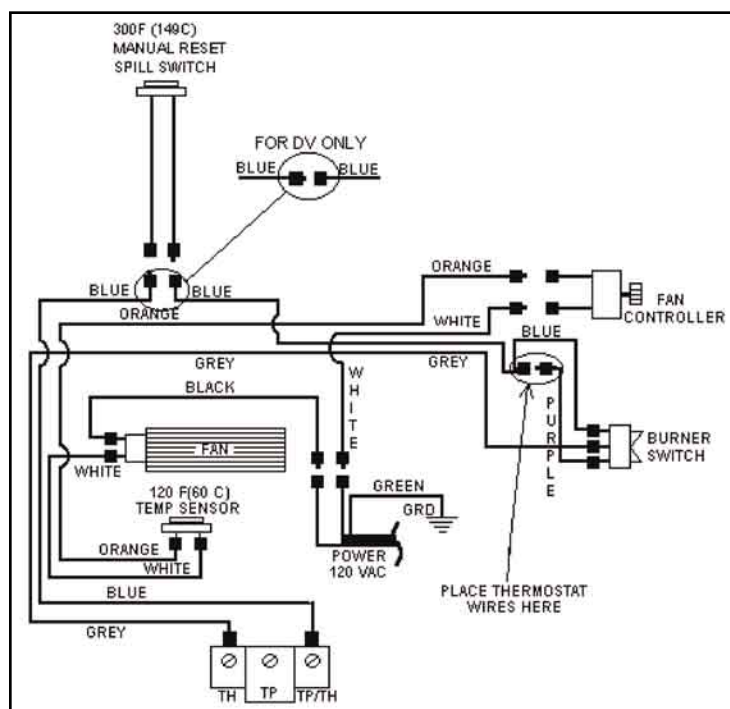 300F (149C)
MANUAL RESET
SPILL SWITCH
FOR DV ONLY
BLUE
BLUE
ORANGE
BLUE
BLUE
ORANGE
FAN
CONTROLLER
WHITE
BLUE
GREY
GREY
WHITE
BLACK
PURPLE
BURNER
SWITCH
FAN
WHITE
120 F(60 C)
TEMP SENSOR
GREEN
GRD
ORANGE
WHITE
POWER
120 VAC
BLUE
PLACE THERMOSTAT
WIRES HERE
GREY
TH
TP
TP/TH